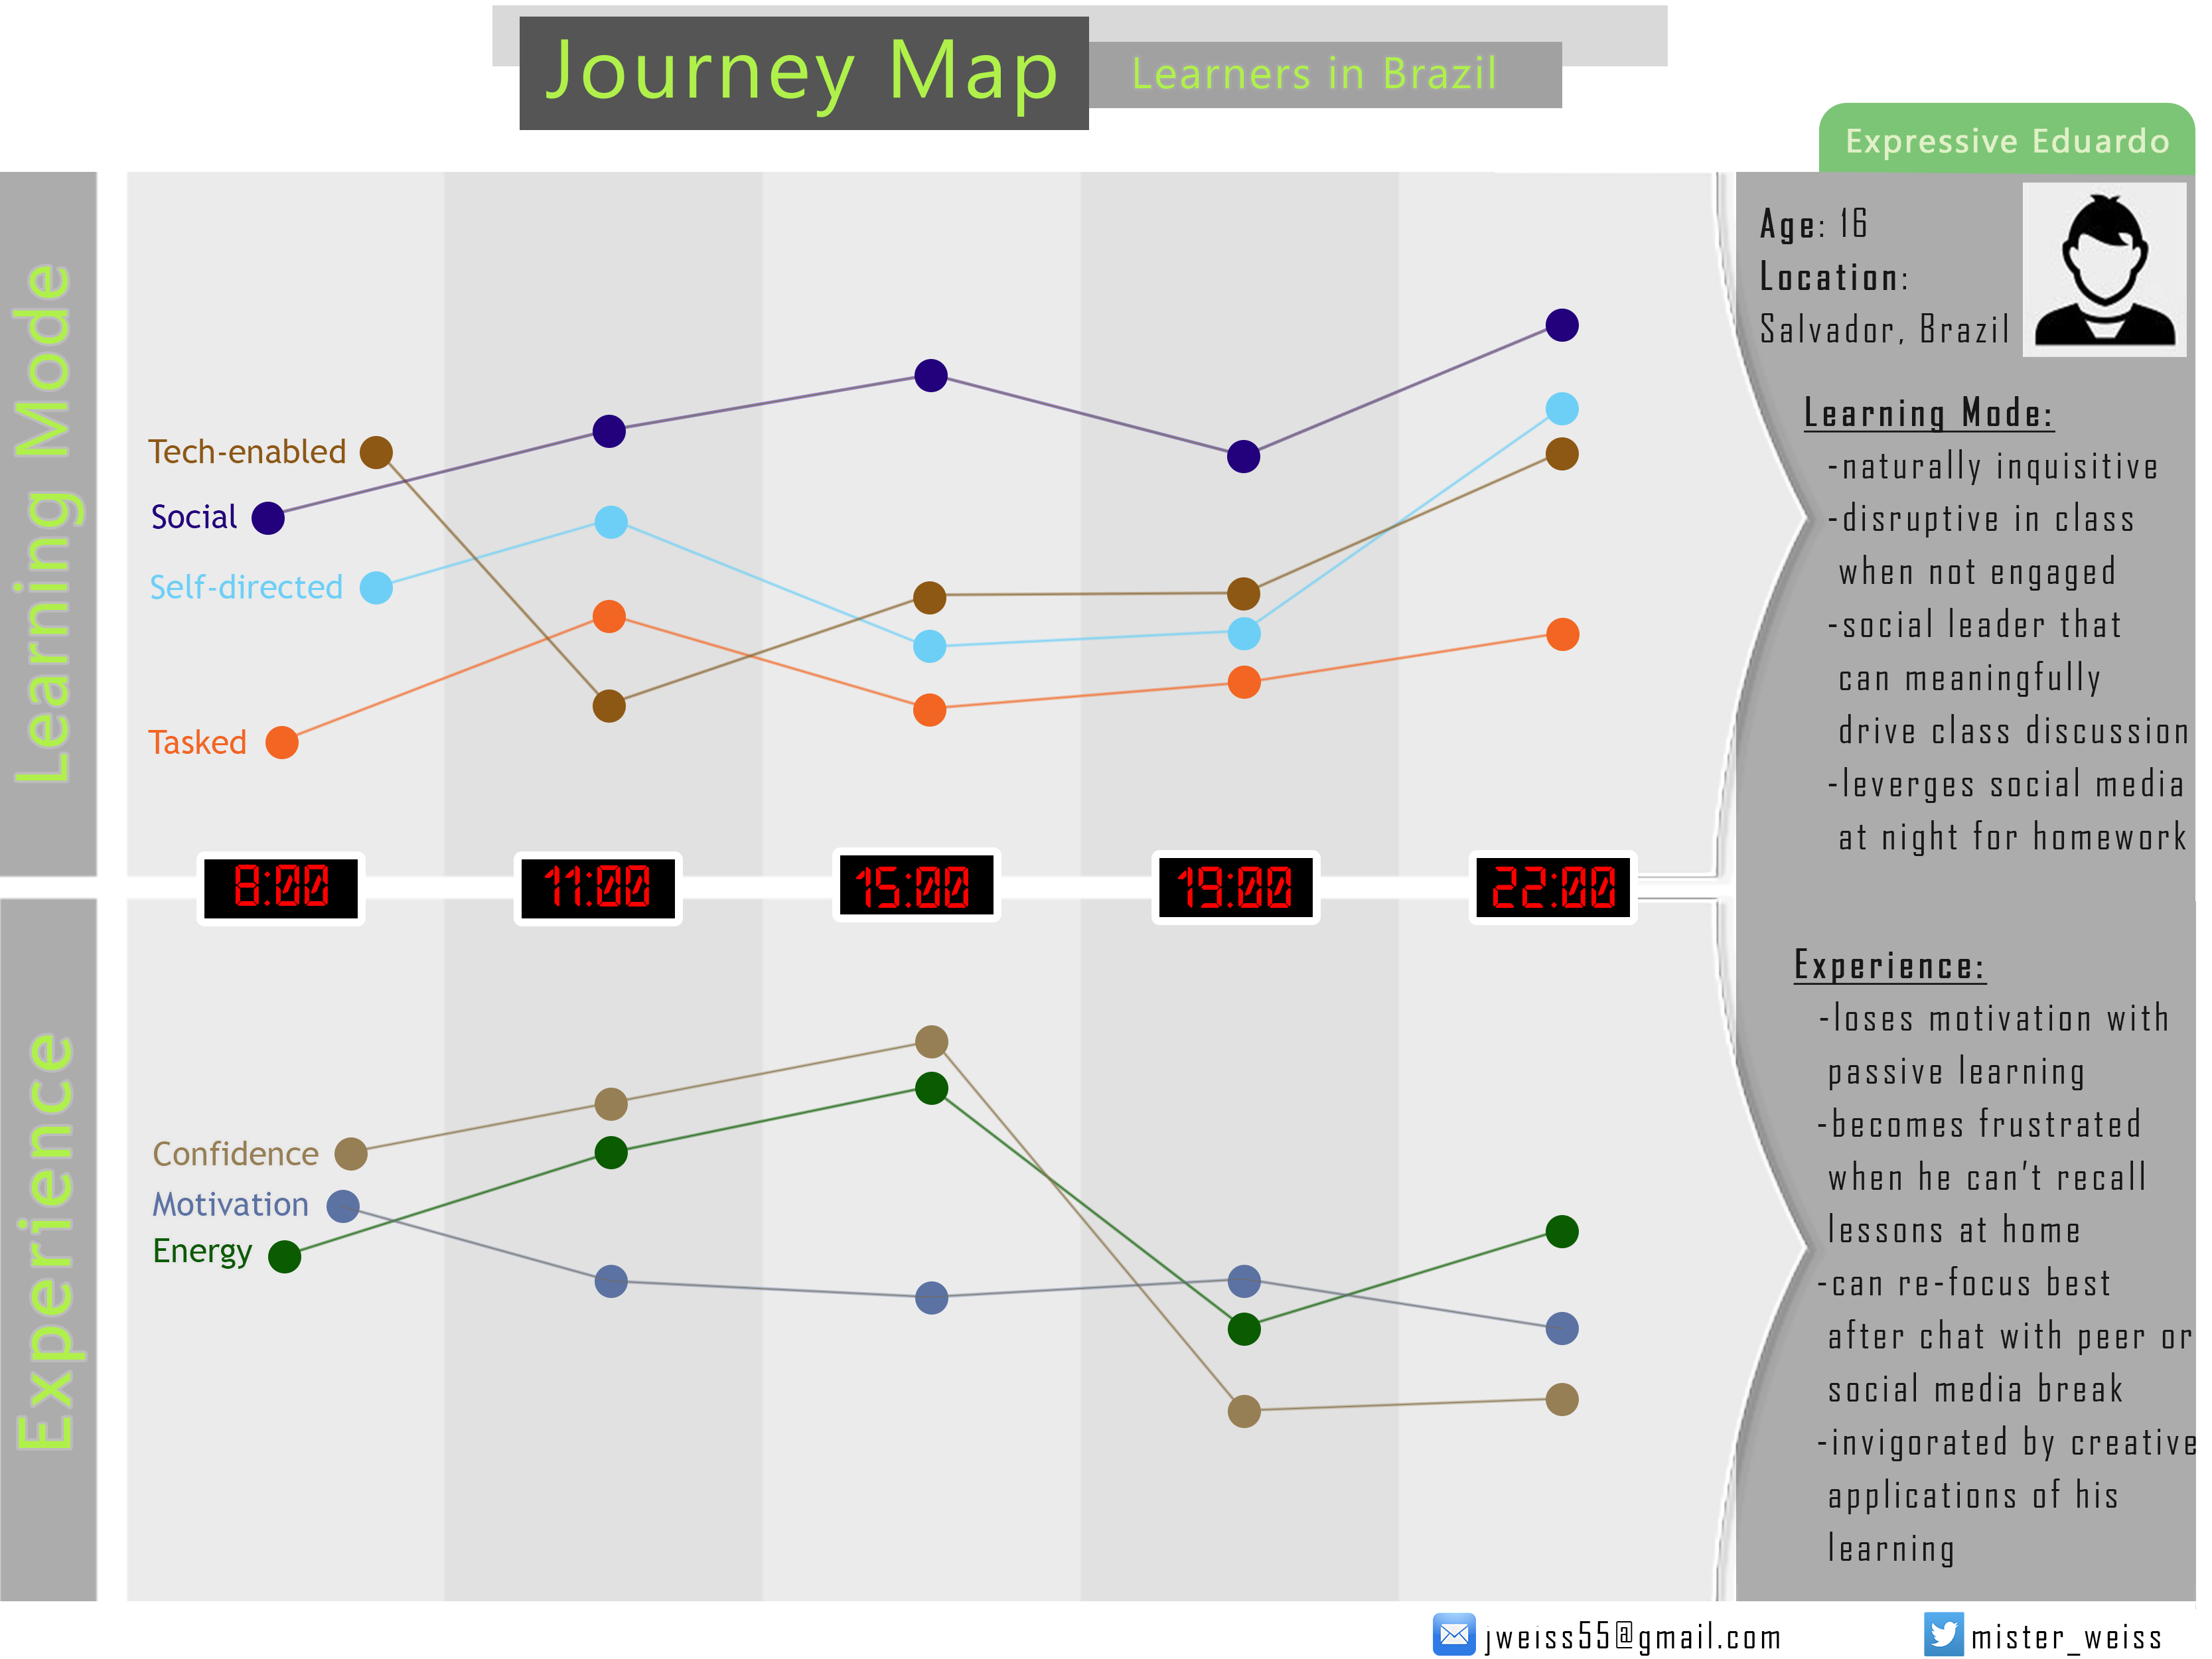 Journey Map
Learners in Brazil
Expressive Eduardo
Age: 16
Location:
Salvador, Brazil
Learning Mode
Tech-enabled
Social
Self-directed
Tasked
Learning Mode:
-naturally inquisitive
-disruptive in class
when not engaged
-social leader that
can meaningfully
drive class discussion
-leverges social media
at night for homework
8:00
11:00
15:00
19:00
22:00
Experience
Confidence
Motivation
Energy
Experience:
-loses motivation with
passive learning
-becomes frustrated
when he can't recall
lessons at home
-can re-focus best
after chat with peer or
social media break
-invigorated by creative
applications of his
learning
jweiss55@gmail.com
mister_weiss